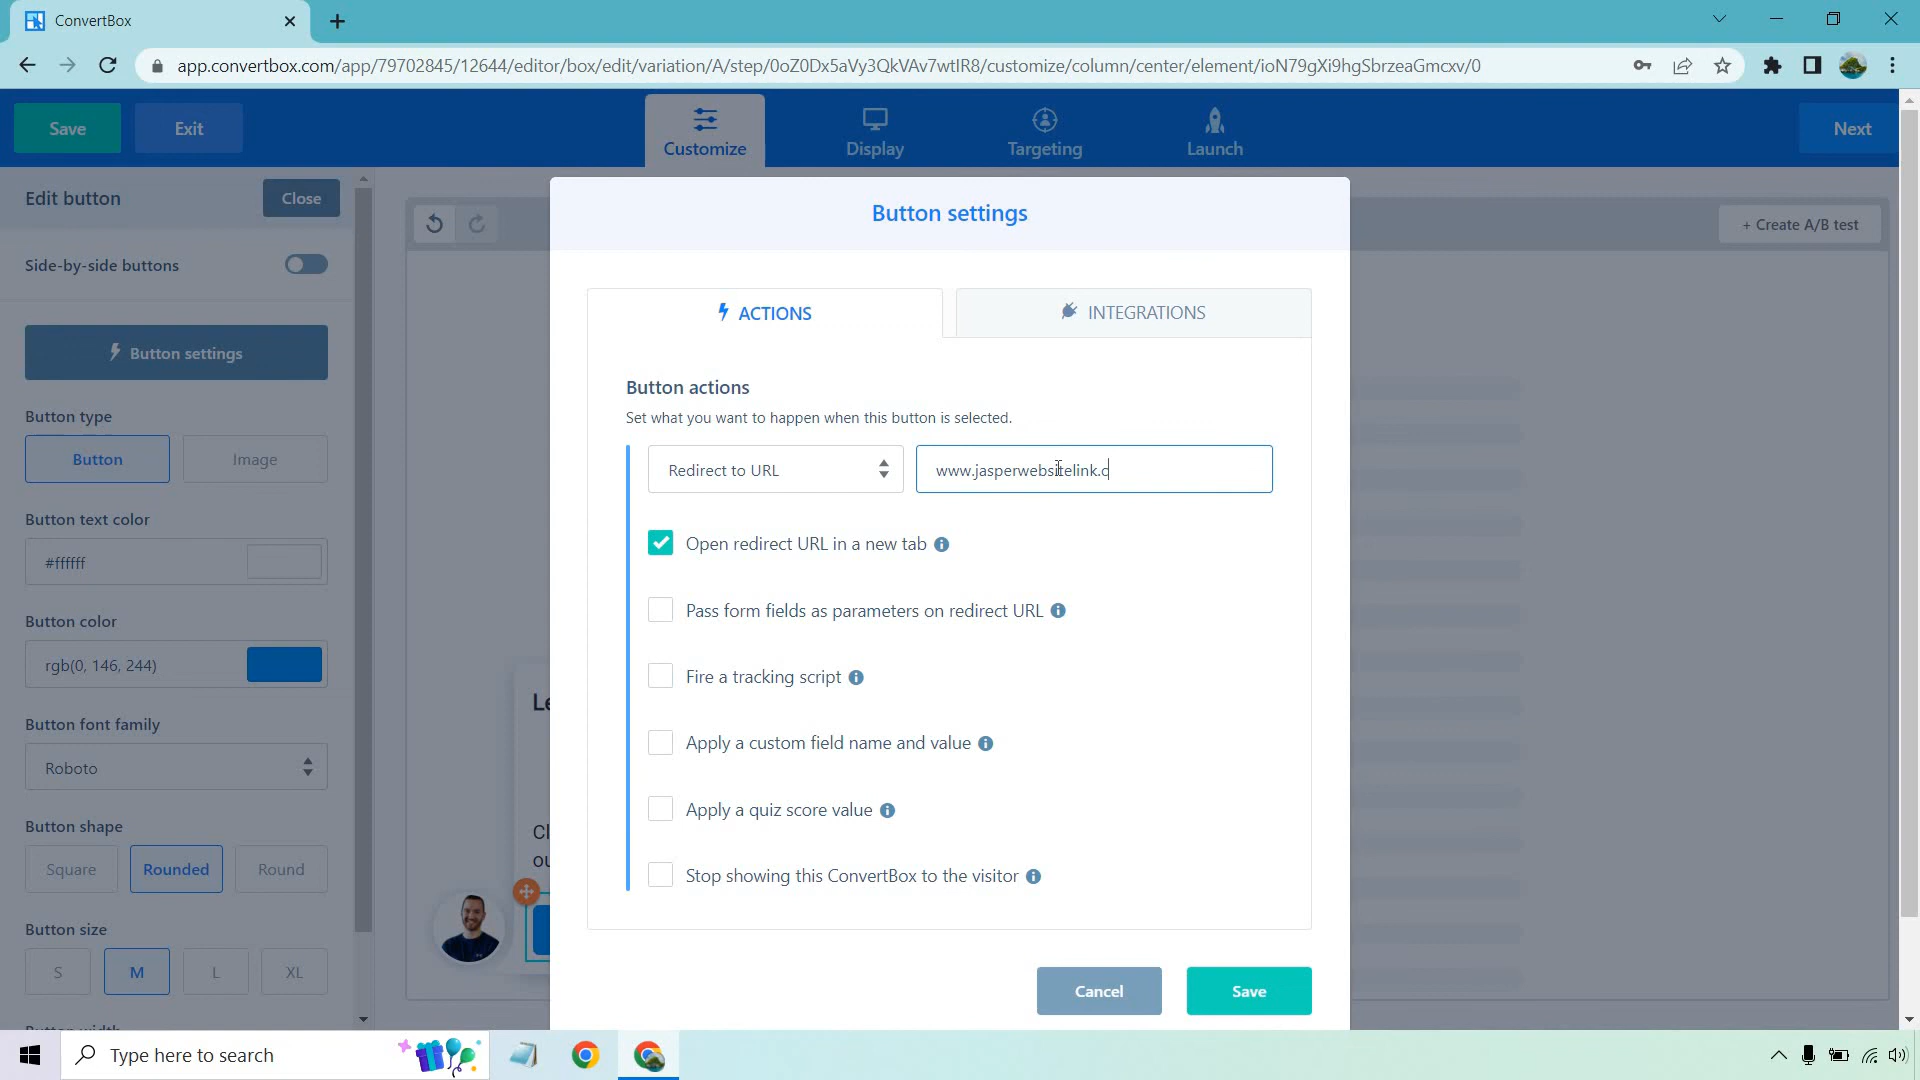 ConvertBox
app.convertbox.com/app/79702845/12644/editor/box/edit/variation/A/step/0oZ0Dx5aVy3QkVAv7wtIR8/customize/column/center/element/ioN79gXi9hgSbrzeaGmcxv/0
Save
Exit
Customize
Display
Targeting
Launch
Next
Edit button
Close
Button settings
+ Create A/B test
Side-by-side buttons
ACTIONS
INTEGRATIONS
Button settings
Button actions
Set what you want to happen when this button is selected.
Button type
Button
Image
Redirect to URL
www.jasperwebsitelink.c
Button text color
#ffffff
Open redirect URL in a new tab
Pass form fields as parameters on redirect URL
Button color
rgb(0, 146, 244)
Fire a tracking script
Button font family
Roboto
Apply a custom field name and value
Apply a quiz score value
Button shape
Square
Rounded
Round
Stop showing this ConvertBox to the visitor
Button size
S
M
L
XL
Cancel
Save
Type here to search